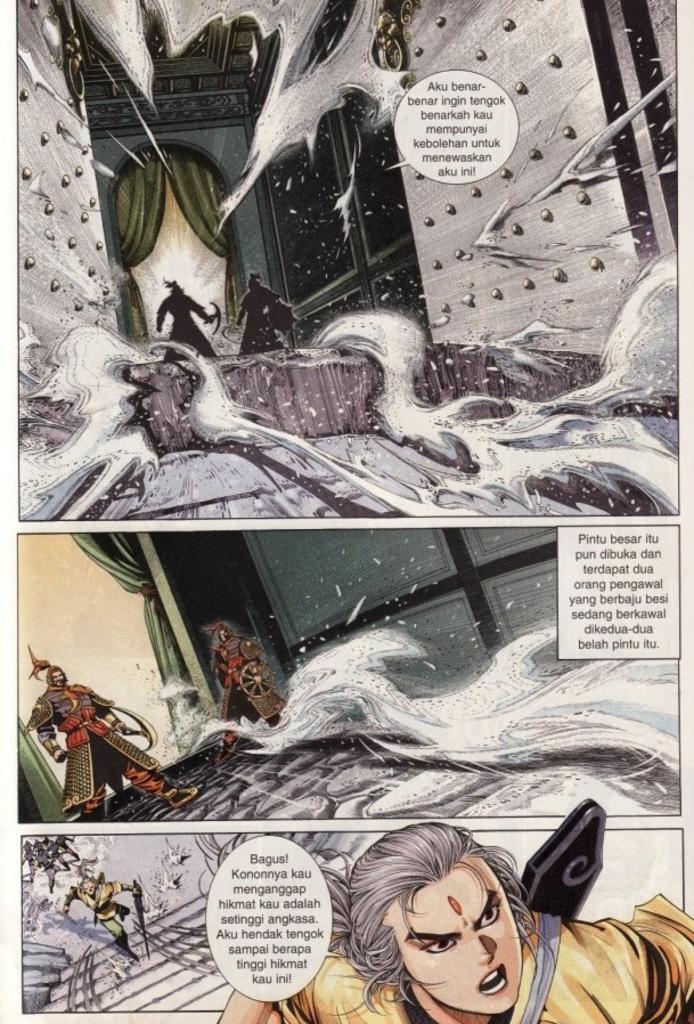 Aku benar-
benar ingin tengok
benarkah kau
mempunyai
kebolehan untuk
menewaskan
aku ini!
Pintu besar itu
pun dibuka dan
terdapat dua
orang pengawal
yang berbaju besi
sedang berkawal
dikedua-dua
belah pintu itu.
Bagus!
Kononnya kau
menganggap
hikmat kau adalah
setinggi angkasa.
Aku hendak tengok
sampai berapa
tinggi hikmat
kau ini!